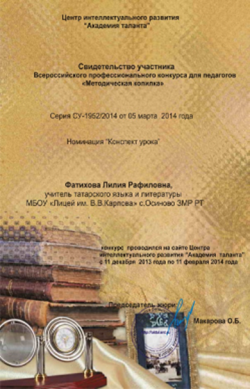 Центр интеллектуального развития
"Академия таланта"
Свидетельство участника
Всероссийского профессионального конкурса для педагогов
«Методическая копилка»
Серия СУ-1952/2014 от 05 марта 2014 года
Номинация "Конспект урока"
Фатихова Лилия Рафиловна,
учитель татарского языка и литературы
МБОУ «Лицей им. В.В.Карпова» с.Осиново ЗМР РТ
конкурс проводился на сайте Центра
интеллектуального развития "Академия таланта"
с 11 декабря 2013 года по 11 февраля 2014 года
Председатель жюри
Макарова О.Б.